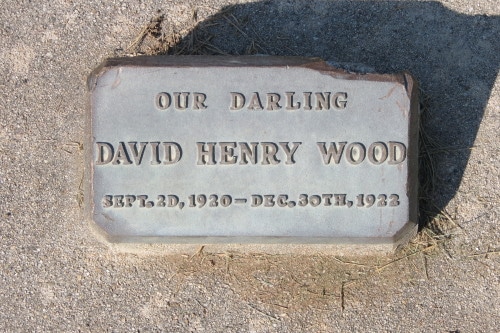 OUR DARLING
DAVID HENRY WOOD
SEPT. 2D, 1920 – DEC. 30TH, 1922